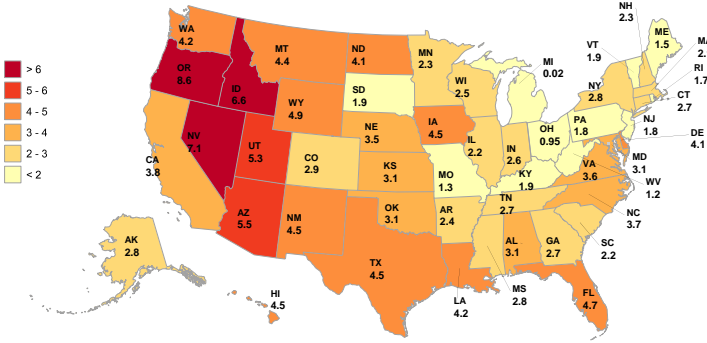 NH
2.3
WA
4.2
MT
4.4
ND
4.1
MN
2.3
VT
1.9
ME
1.5
MA
2.
RI
1.7
CT
2.7
NJ
1.8
DE
4.1
MD
3.1
WV
1.2
NC
3.7
SC
2.2
MI
0.02
> 6
5 - 6
4 - 5
3 - 4
2 - 3
< 2
OR
6.6
ID
6.6
WY
4.9
SD
1.9
WI
2.5
NY
2.8
PA
1.8
NE
3.5
IA
4.5
IL
2.2
IN
2.6
OH
0.95
NV
7.1
UT
5.3
CO
2.9
KS
3.1
MO
1.3
KY
1.9
VA
3.6
CA
3.8
AZ
5.5
NM
4.5
OK
3.1
AR
2.4
TN
2.7
TX
4.5
LA
4.2
MS
2.8
AL
3.1
GA
2.7
FL
4.7
AK
2.8
HI
4.5